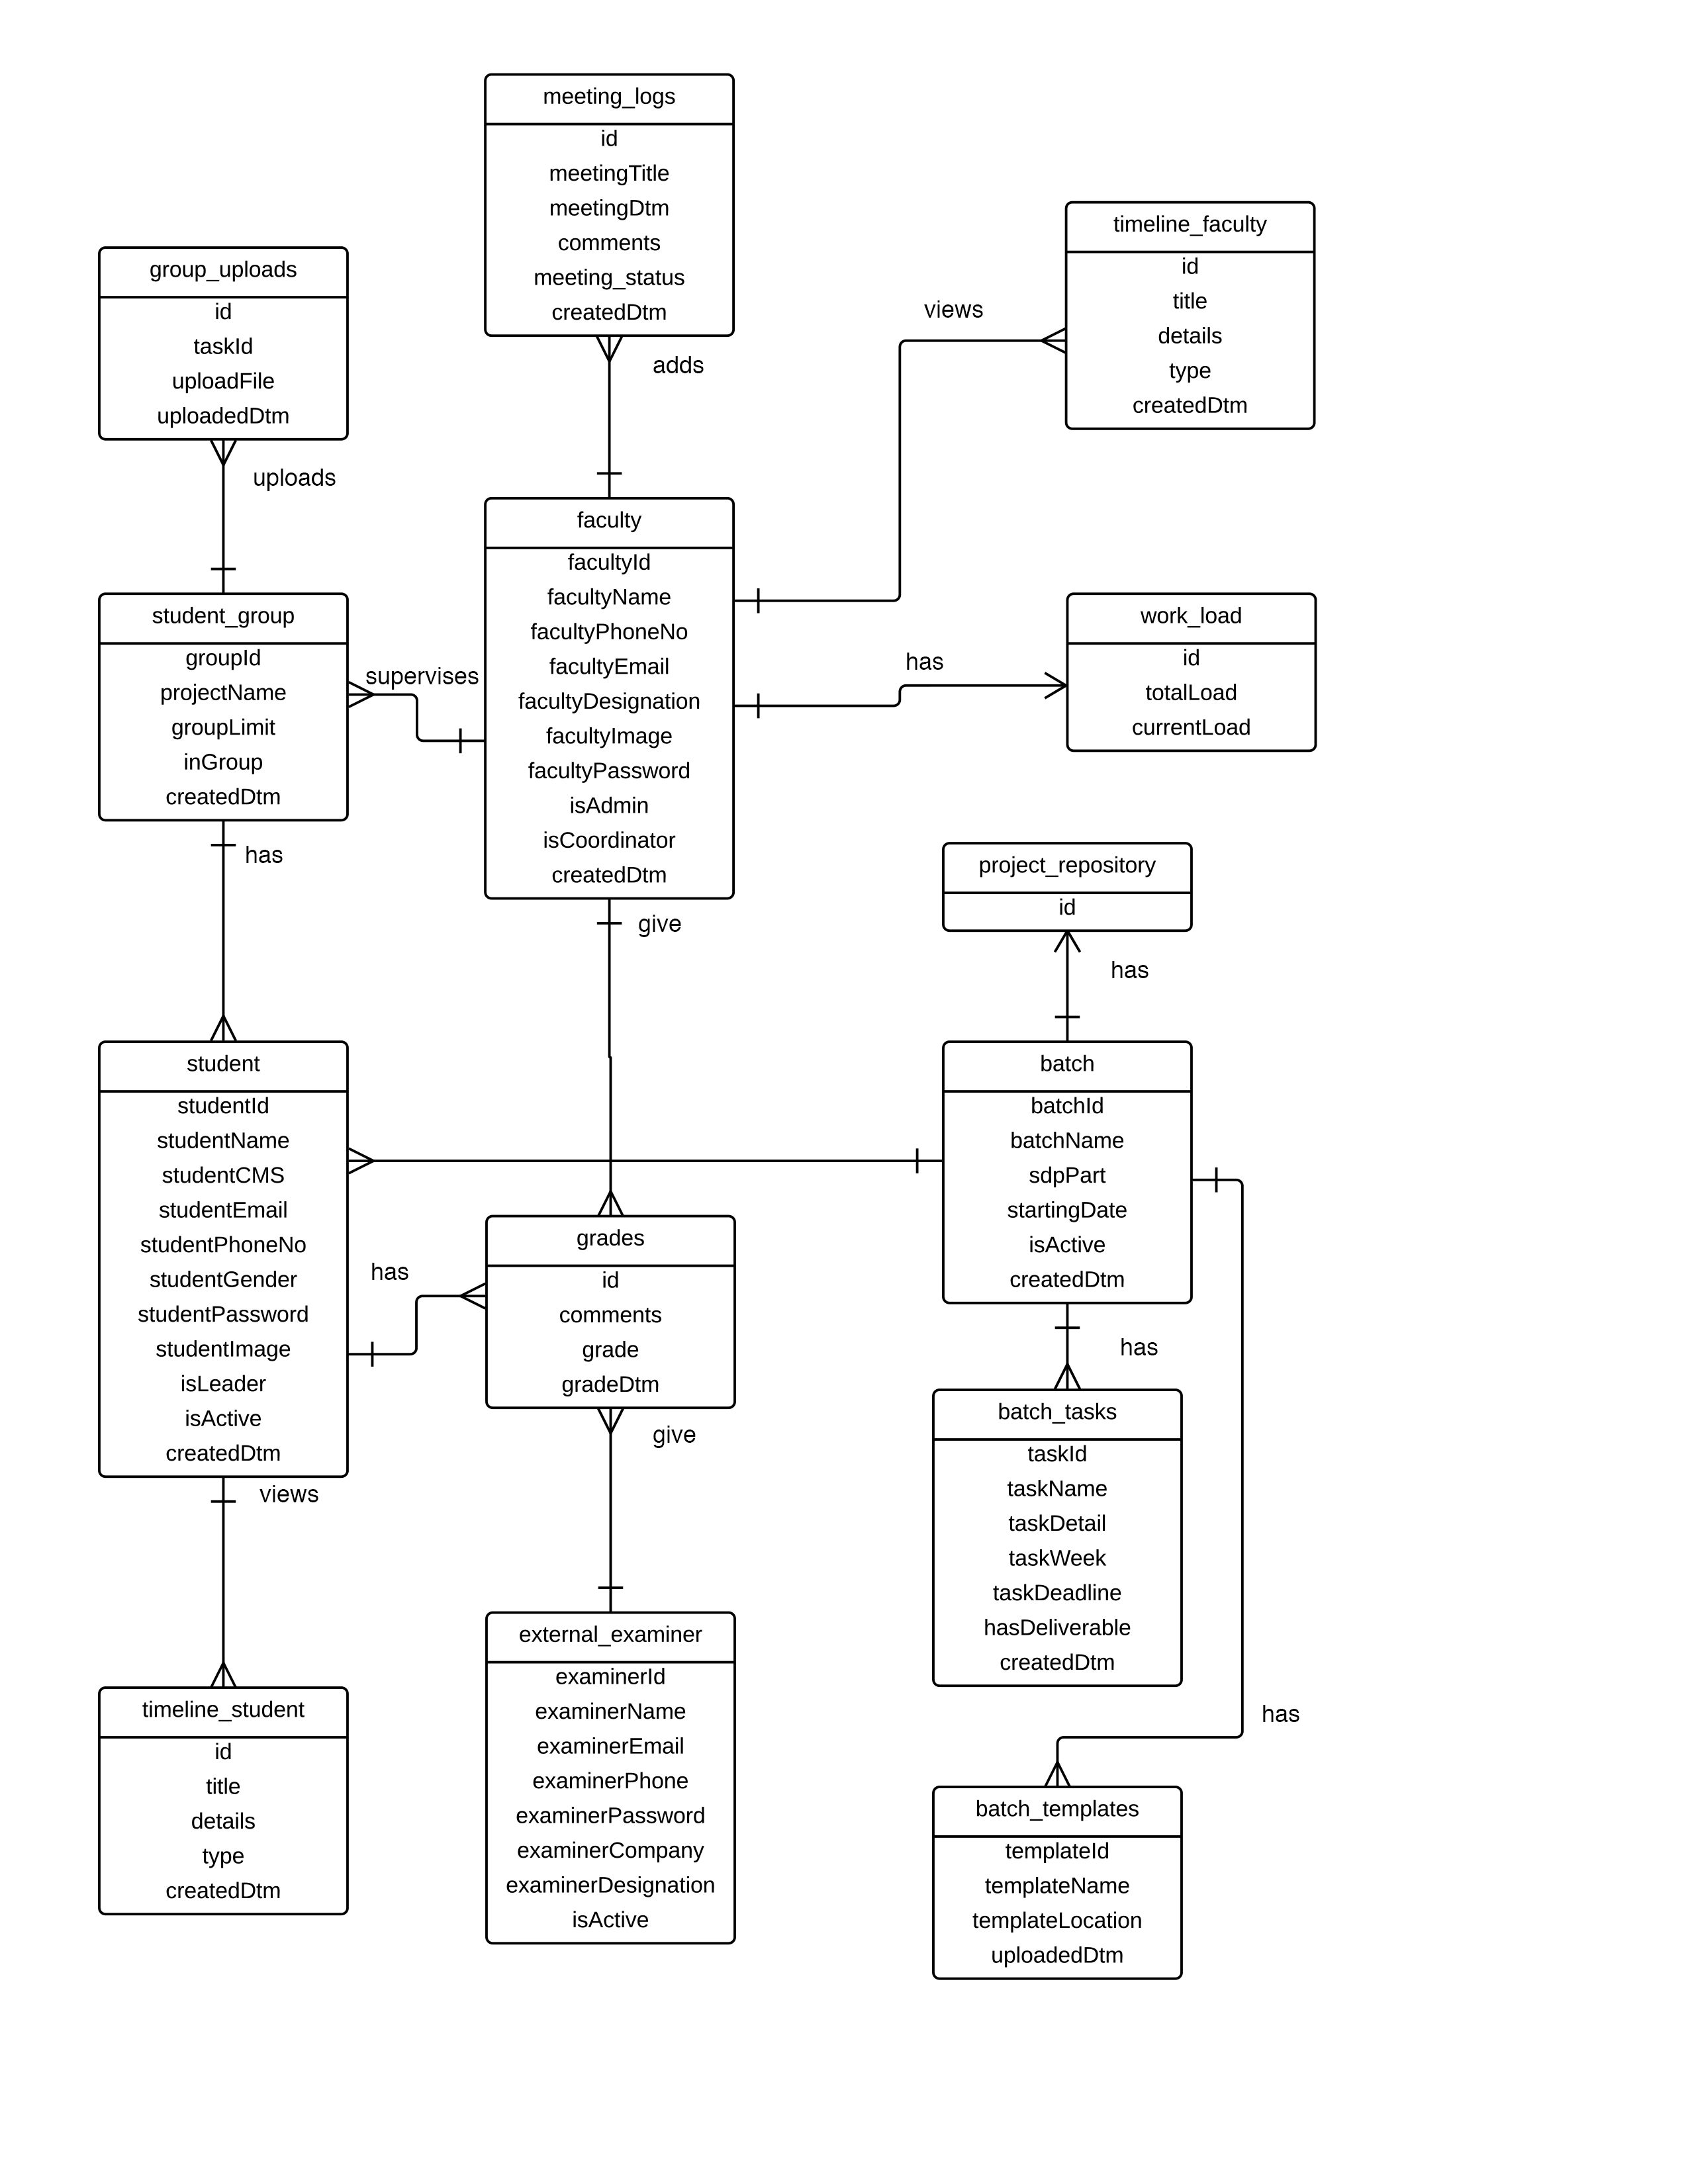 meeting_logs
id
meetingTitle
meetingDtm
comments
meeting_status
createdDtm
adds
timeline_faculty
id
title
details
type
createdDtm
views
group_uploads
id
taskId
uploadFile
uploadedDtm
uploads
faculty
facultyId
facultyName
facultyPhoneNo
facultyEmail
facultyDesignation
facultyImage
facultyPassword
isAdmin
isCoordinator
createdDtm
give
student_group
groupId
projectName
groupLimit
inGroup
createdDtm
supervises
has
work_load
id
totalLoad
currentLoad
has
project_repository
id
has
student
studentId
studentName
studentCMS
studentEmail
studentPhoneNo
studentGender
studentPassword
studentImage
isLeader
isActive
createdDtm
views
batch
batchId
batchName
sdpPart
startingDate
isActive
createdDtm
has
has
grades
id
comments
grade
gradeDtm
give
batch_tasks
taskId
taskName
taskDetail
taskWeek
taskDeadline
hasDeliverable
createdDtm
has
external_examiner
examinerId
examinerName
examinerEmail
examinerPhone
examinerPassword
examinerCompany
examinerDesignation
isActive
timeline_student
id
title
details
type
createdDtm
batch_templates
templateId
templateName
templateLocation
uploadedDtm